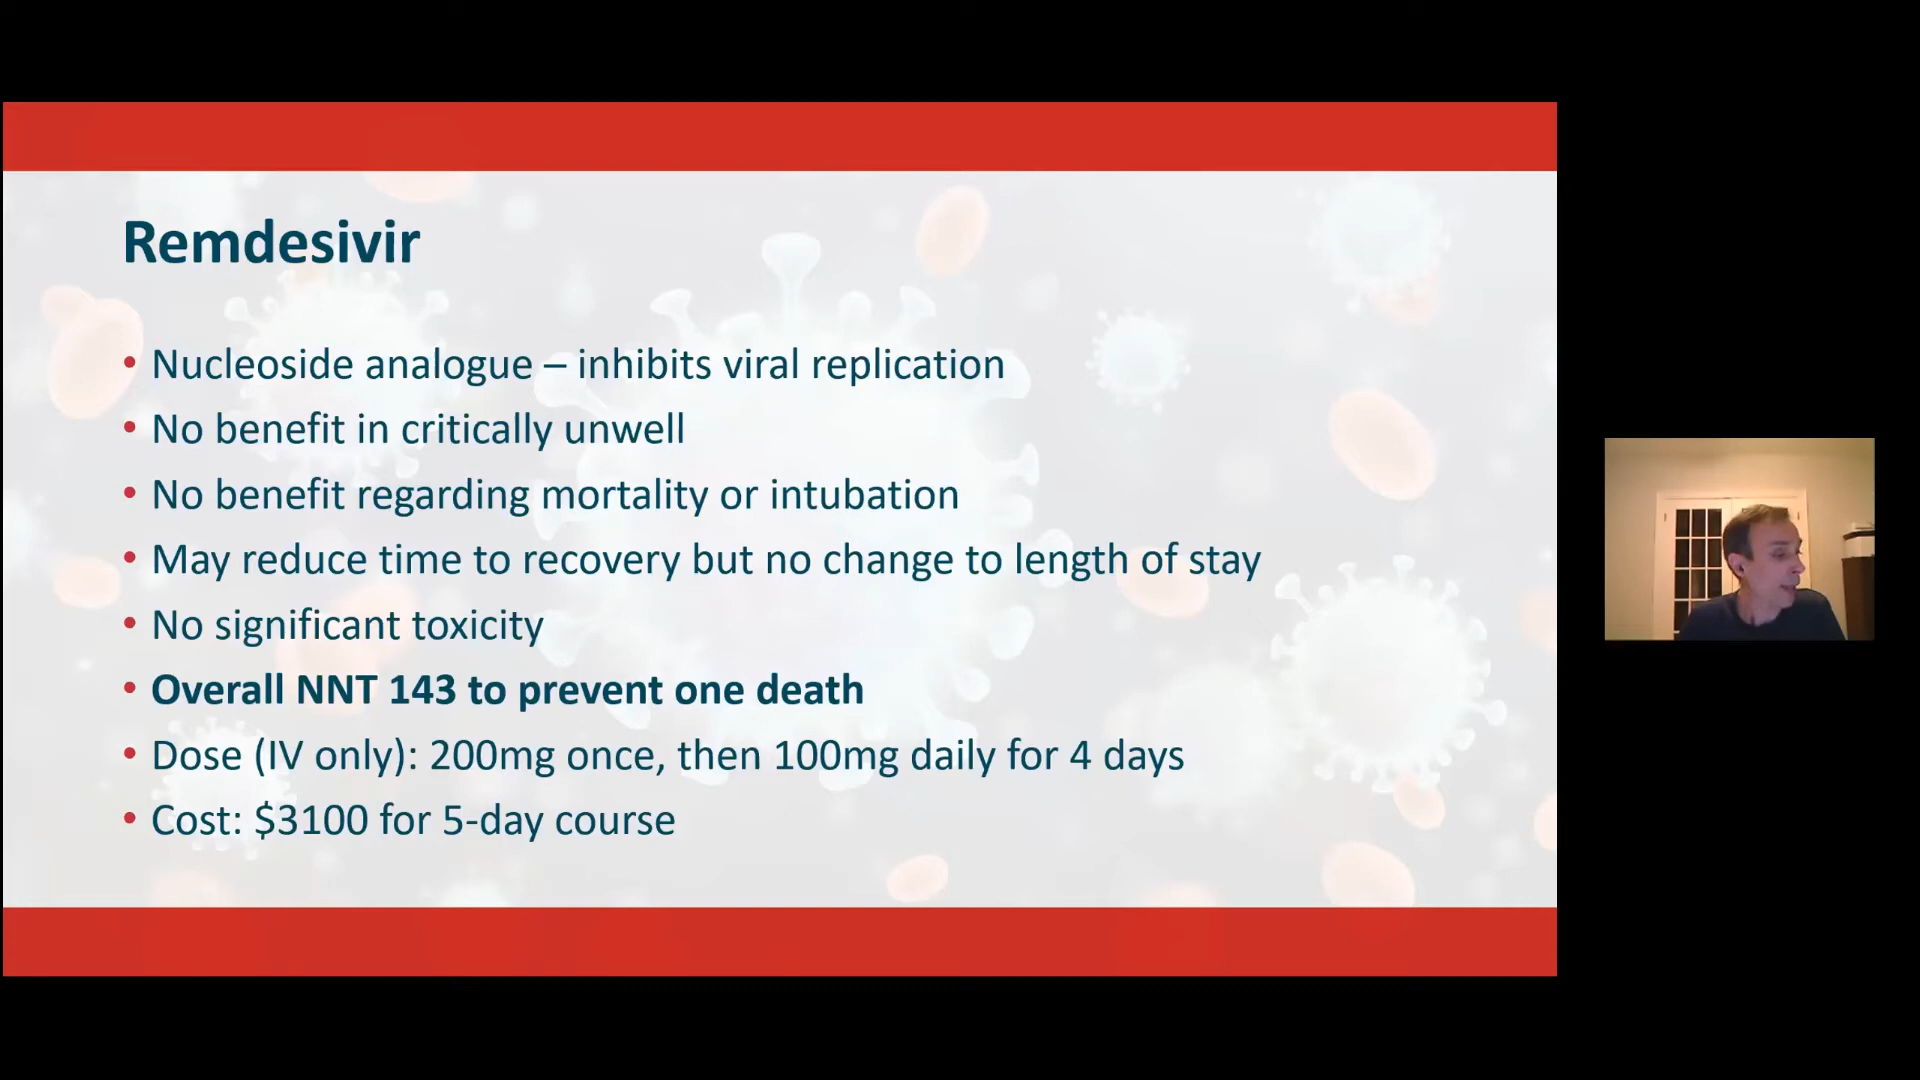 Remdesivir
• Nucleoside analogue – inhibits viral replication
• No benefit in critically unwell
• No benefit regarding mortality or intubation
• May reduce time to recovery but no change to length of stay
• No significant toxicity
• Overall NNT 143 to prevent one death
• Dose (IV only): 200mg once, then 100mg daily for 4 days
• Cost: $3100 for 5-day course